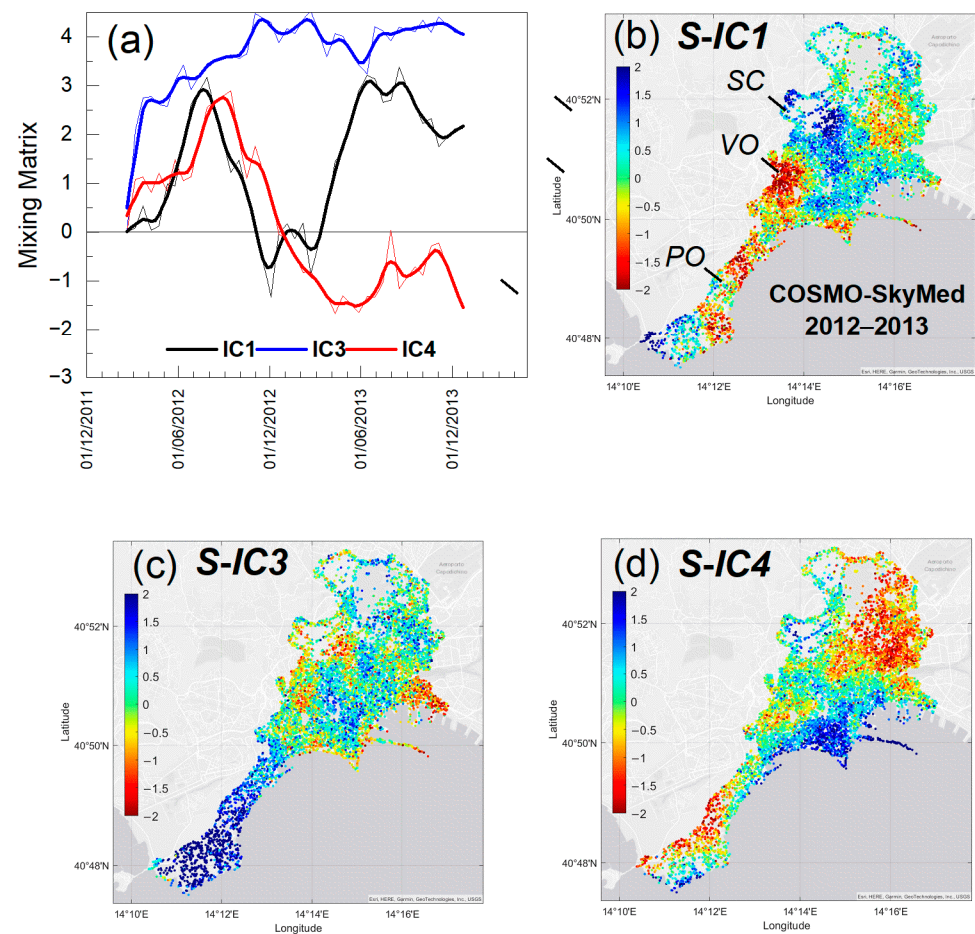 (a)
4
3
2
1
0
−1
−2
−3
Mixing Matrix
IC1
IC3
IC4
01/12/2011
01/06/2012
01/12/2012
01/06/2013
01/12/2013
(b) S-IC1
Aeroporto
Capodichino
2
1.5
1
0.5
0
−0.5
−1
−1.5
−2
SC
VO
PO
COSMO-SkyMed
2012–2013
40°52'N
40°50'N
40°48'N
Latitude
Esri, HERE, Garmin, GeoTechnologies, Inc., USGS
14°10'E 14°12'E 14°14'E 14°16'E
Longitude
(c) S-IC3
Aeroporto
Capodichino
2
1.5
1
0.5
0
−0.5
−1
−1.5
−2
40°52'N
40°50'N
40°48'N
Latitude
Esri, HERE, Garmin, GeoTechnologies, Inc., USGS
14°10'E 14°12'E 14°14'E 14°16'E
Longitude
(d) S-IC4
Aeroporto
Capodichino
2
1.5
1
0.5
0
−0.5
−1
−1.5
−2
40°52'N
40°50'N
40°48'N
Latitude
Esri, HERE, Garmin, GeoTechnologies, Inc., USGS
14°10'E 14°12'E 14°14'E 14°16'E
Longitude